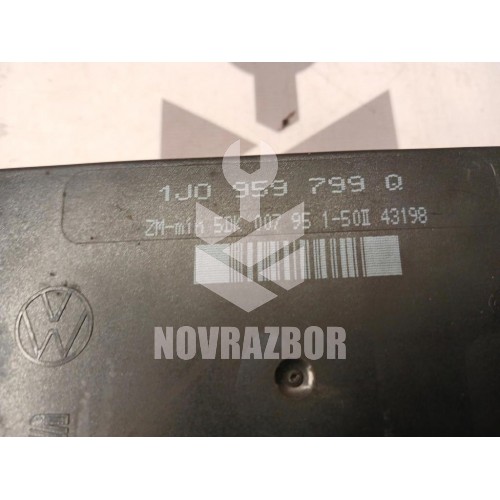 1J0 959 799 Q
ZM-min 5DK 007 95 1-50II 43198
NOVRAZBOR